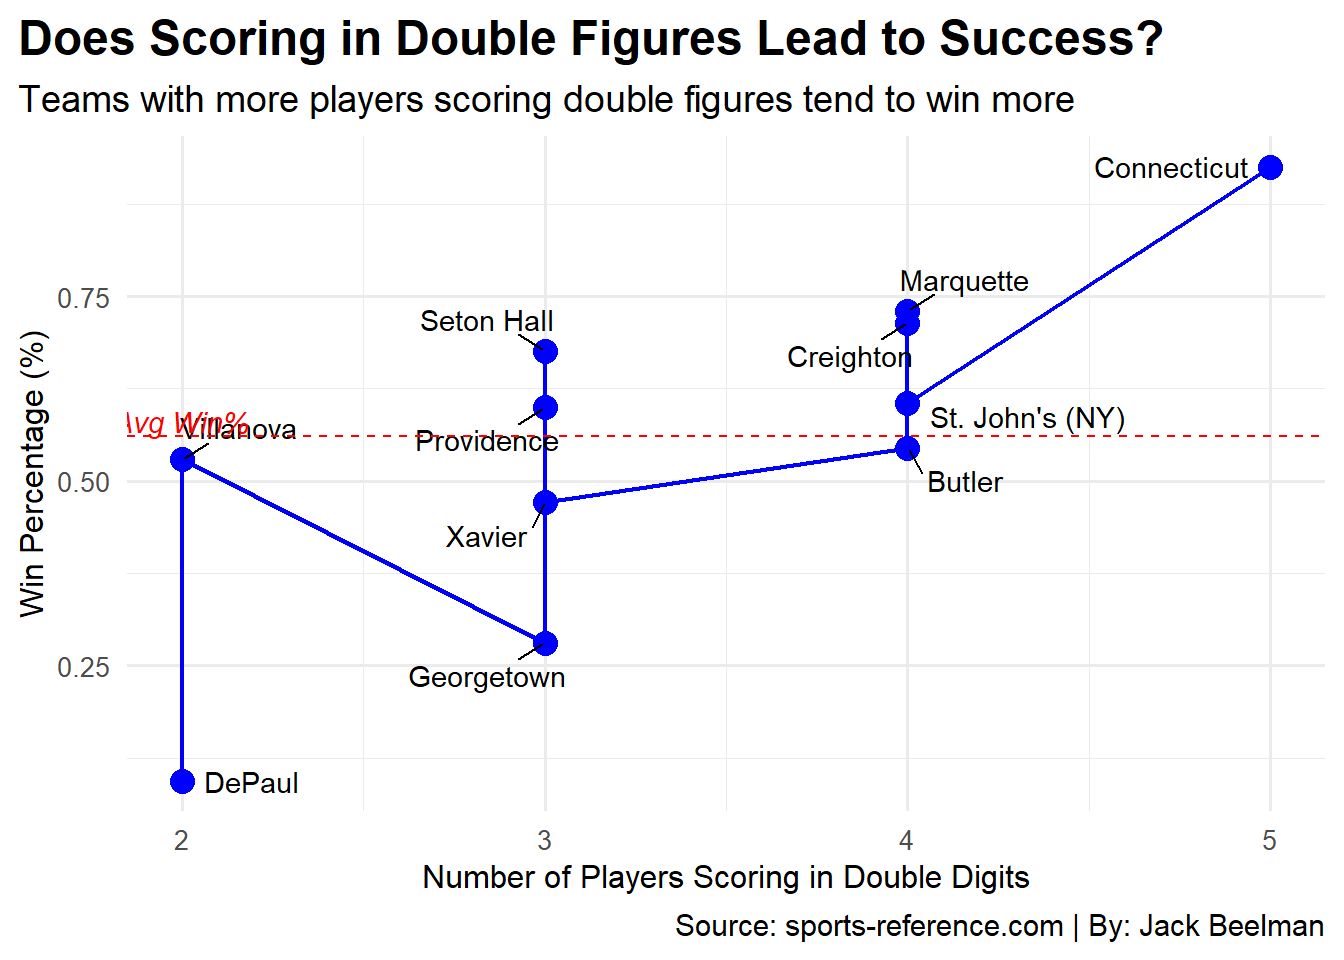 Does Scoring in Double Figures Lead to Success?
Teams with more players scoring double figures tend to win more
Connecticut
Marquette
0.75
Seton Hall
Creighton
Avg Win%
Villanova
St. John's (NY)
Providence
0.50
Butler
Xavier
Georgetown
0.25
DePaul
Win Percentage (%)
2
3
4
5
Number of Players Scoring in Double Digits
Source: sports-reference.com | By: Jack Beelman